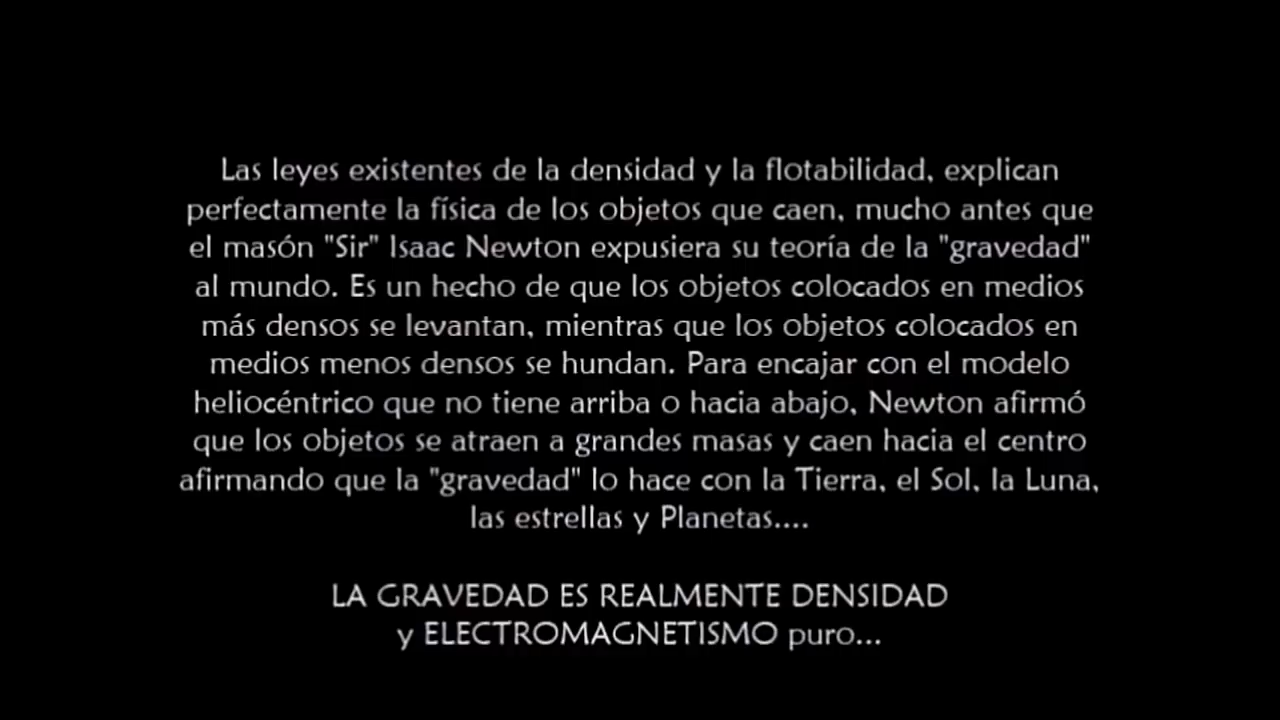 Las leyes existentes de la densidad y la flotabilidad, explican
perfectamente la física de los objetos que caen, mucho antes que
el masón "Sir" Isaac Newton expusiera su teoría de la "gravedad"
al mundo. Es un hecho de que los objetos colocados en medios
más densos se levantan, mientras que los objetos colocados en
medios menos densos se hundan. Para encajar con el modelo
heliocéntrico que no tiene arriba o hacia abajo, Newton afirmó
que los objetos se atraen a grandes masas y caen hacia el centro
afirmando que la "gravedad" lo hace con la Tierra, el Sol, la Luna,
las estrellas y Planetas....
LA GRAVEDAD ES REALMENTE DENSIDAD
y ELECTROMAGNETISMO puro...